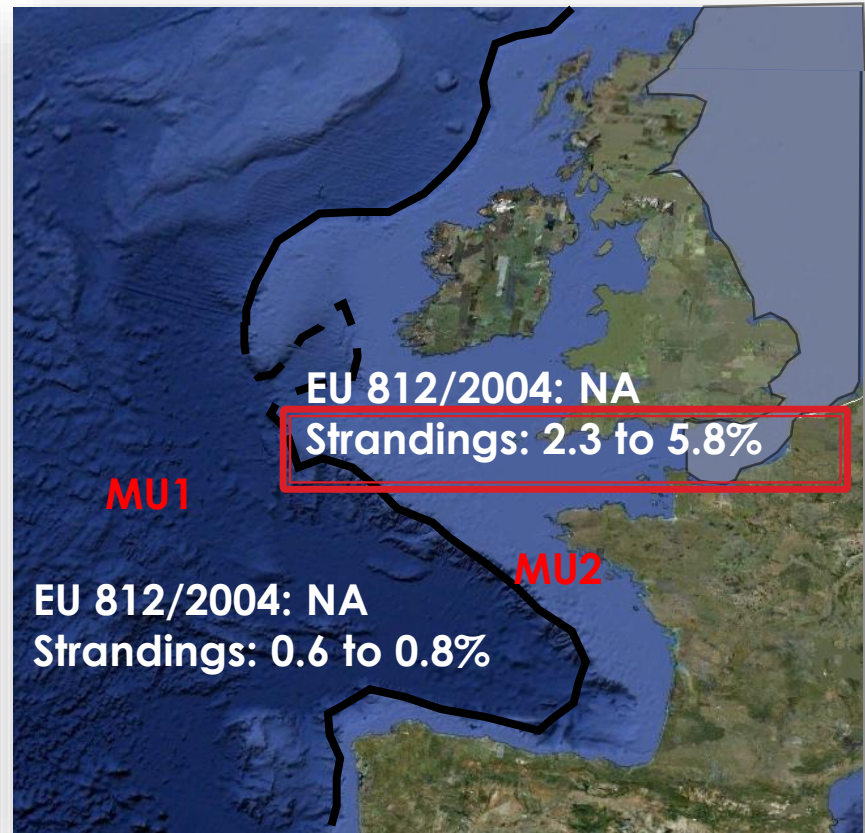 EU 812/2004: NA
Strandings: 2.3 to 5.8%
MU1
MU2
EU 812/2004: NA
Strandings: 0.6 to 0.8%